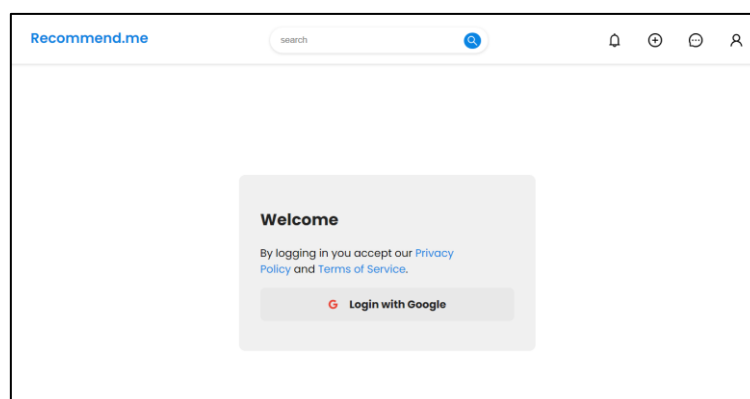 Recommend.me
search
Welcome
By logging in you accept our Privacy
Policy and Terms of Service.
G Login with Google